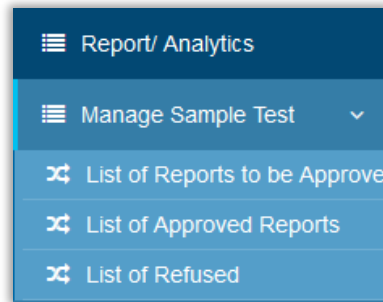 Report/ Analytics
Manage Sample Test
List of Reports to be Approve
List of Approved Reports
List of Refused